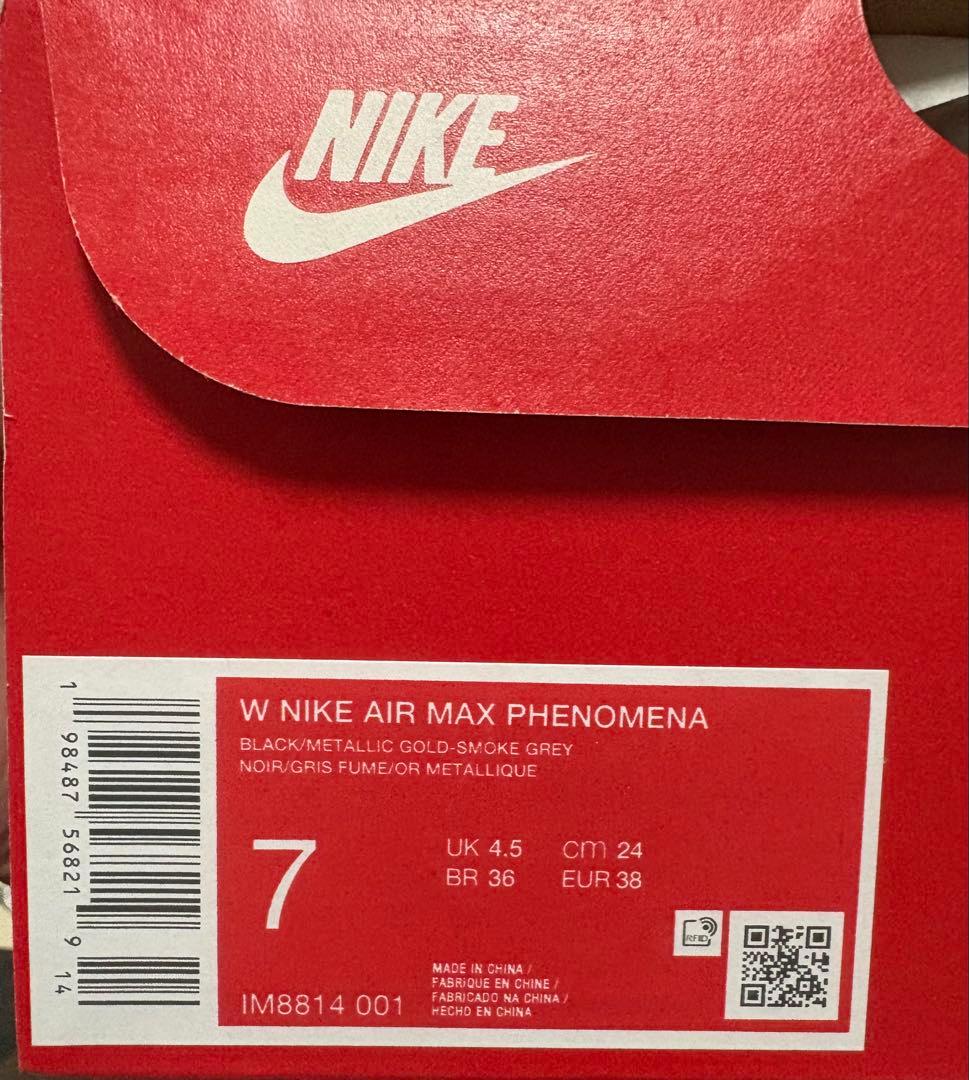 NIKE
W NIKE AIR MAX PHENOMENA
BLACK/METALLIC GOLD-SMOKE GREY
NOIR/GRIS FUME/OR METALLIQUE
7
UK 4.5 cm 24
BR 36 EUR 38
RFID
MADE IN CHINA /
FABRIQUE EN CHINE /
FABRICADO NA CHINA /
HECHO EN CHINA
IM8814 001
1 98487 56821 9 14